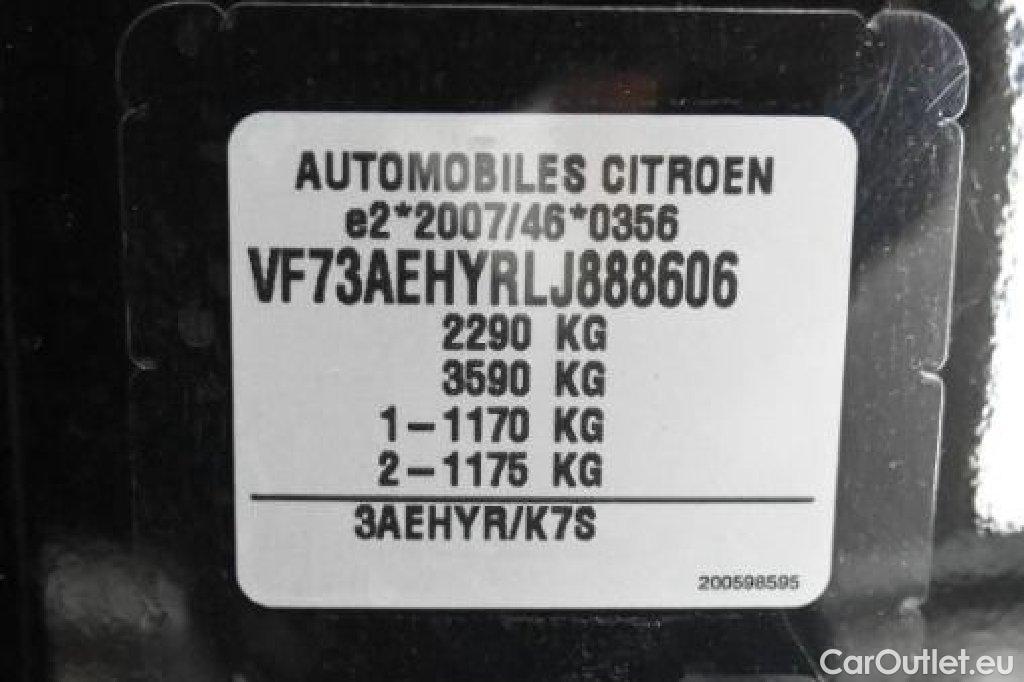 AUTOMOBILES CITROEN
e2*2007/46*0356
VF73AEHYRLJ888606
2290 KG
3590 KG
1-1170 KG
2-1175 KG
3AEHYR/K7S
200598595
CarOutlet.eu